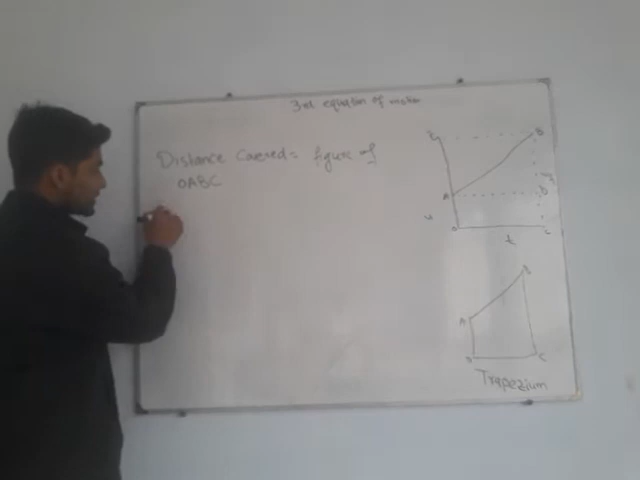 3rd equation of motion
Distance Covered = figure of
OABC
E
B
A
D
u
O
C
t
B
A
O
C
Trapezium